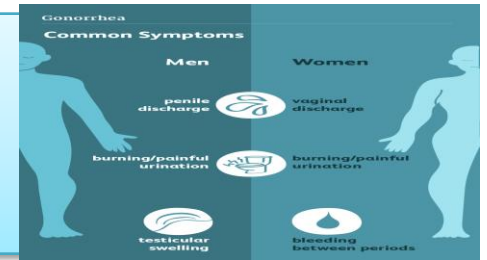 Gonorrhea
Common Symptoms
Men Women
penile
discharge
vaginal
discharge
burning/painful
urination
burning/painful
urination
testicular
swelling
bleeding
between periods